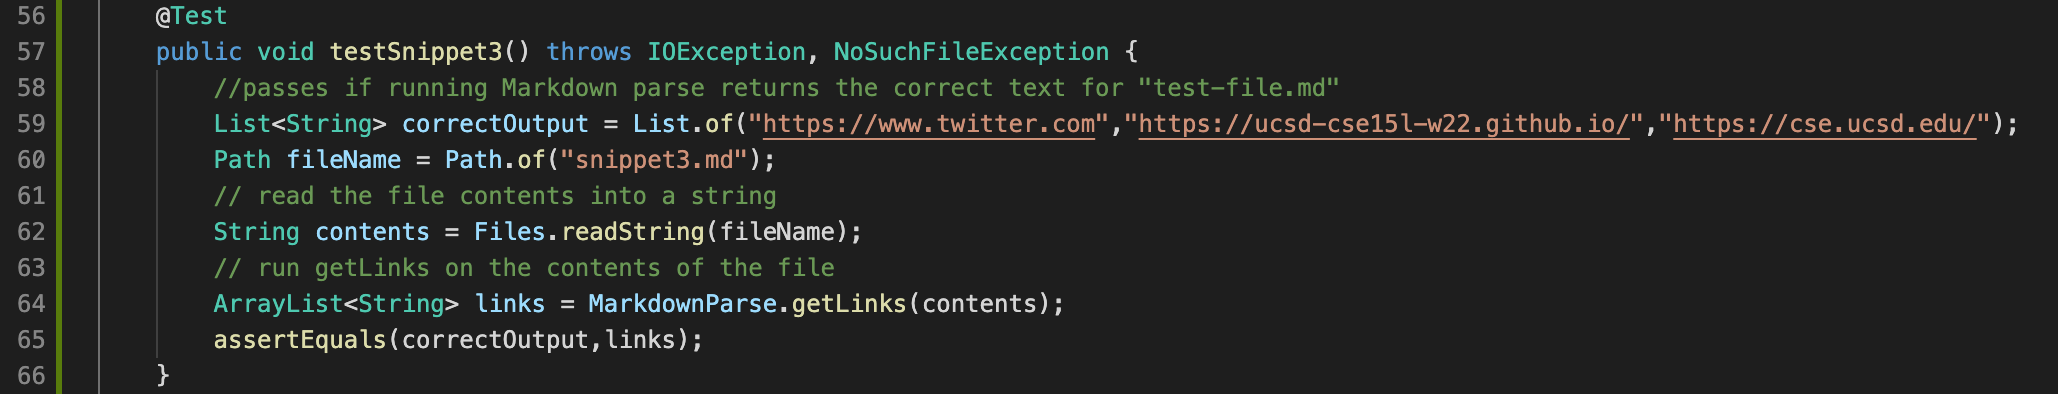 56 @Test
57 public void testSnippet3() throws IOException, NoSuchFileException {
58 //passes if running Markdown parse returns the correct text for "test-file.md"
59 List<String> correctOutput = List.of("https://www.twitter.com","https://ucsd-cse15l-w22.github.io/","https://cse.ucsd.edu/");
60 Path fileName = Path.of("snippet3.md");
61 // read the file contents into a string
62 String contents = Files.readString(fileName);
63 // run getLinks on the contents of the file
64 ArrayList<String> links = MarkdownParse.getLinks(contents);
65 assertEquals(correctOutput,links);
66 }